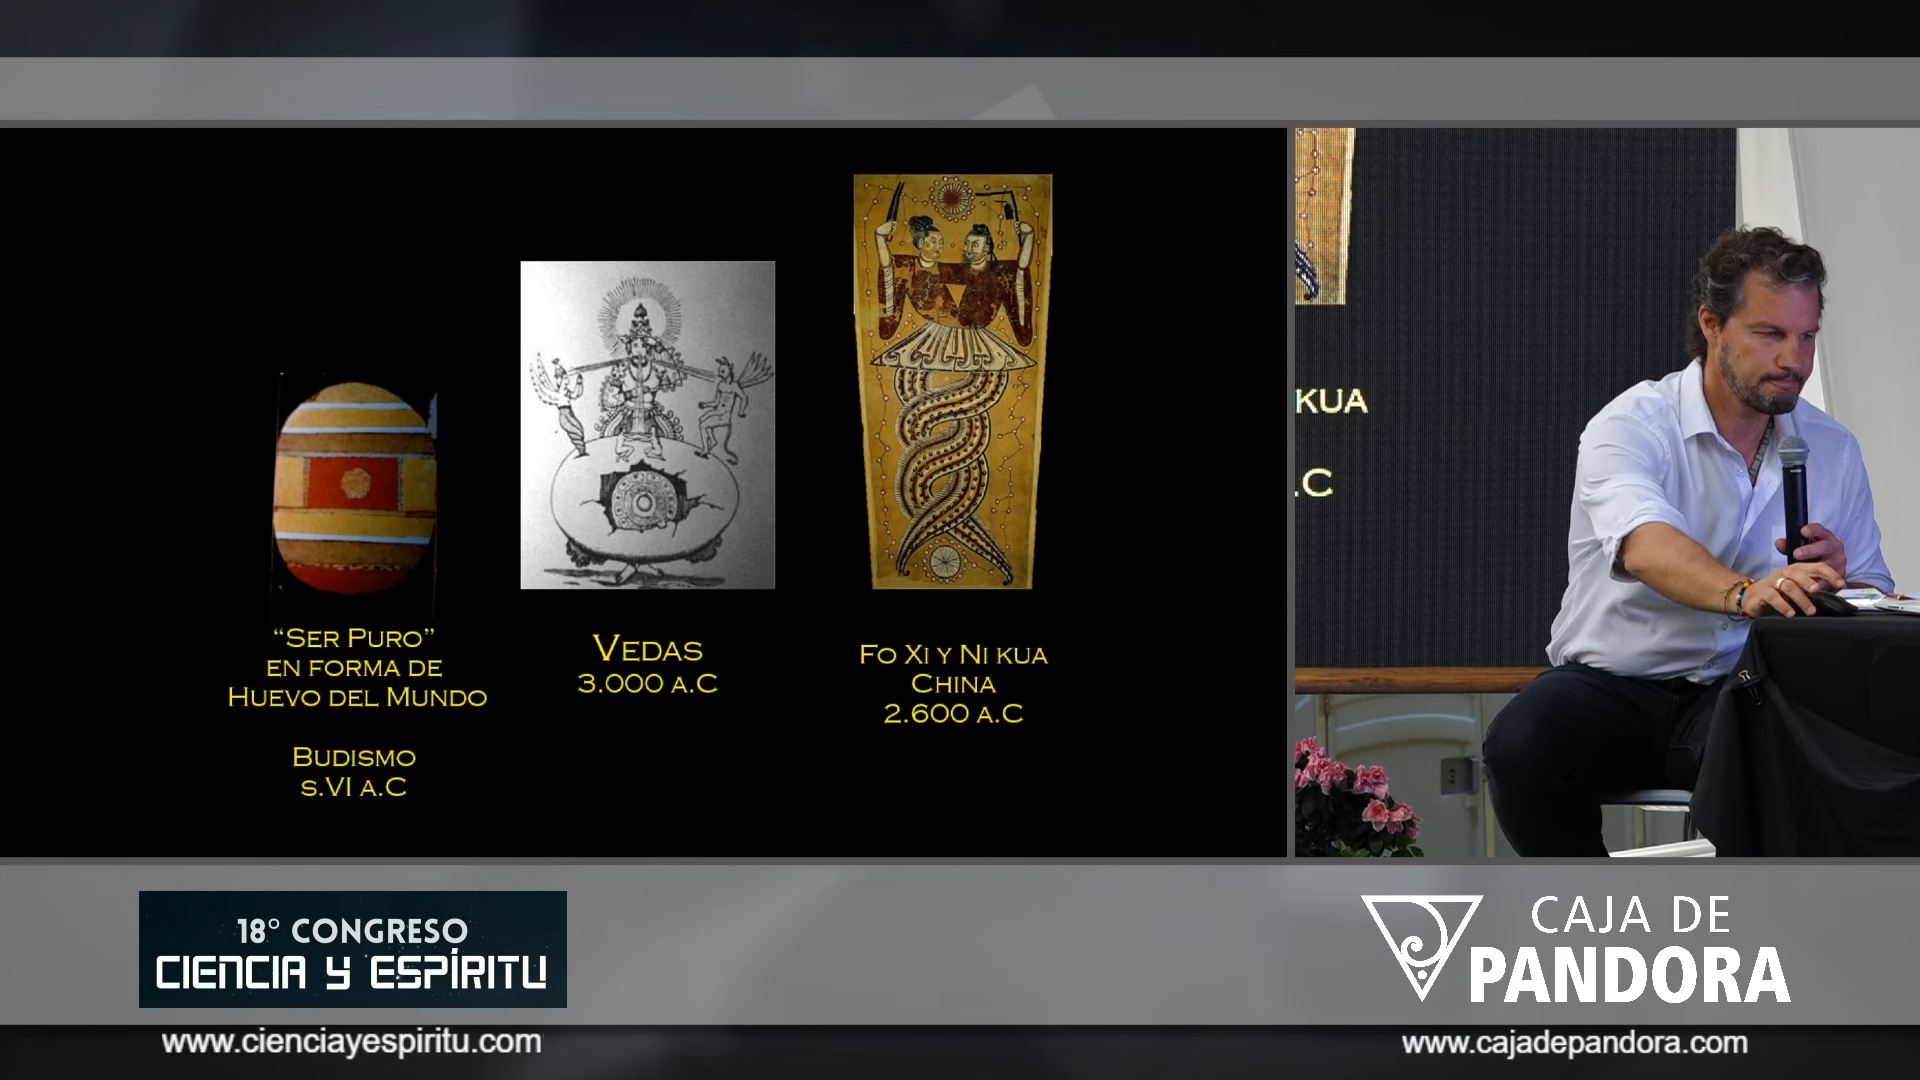 “Ser Puro”
en forma de
Huevo del Mundo
Budismo
s.VI a.C
Vedas
3.000 a.C
Fo Xi y Ni kua
China
2.600 a.C
KUA
.C
18° CONGRESO
CIENCIA Y ESPÍRITU
www.cienciayespiritu.com
CAJA DE
PANDORA
www.cajadepandora.com